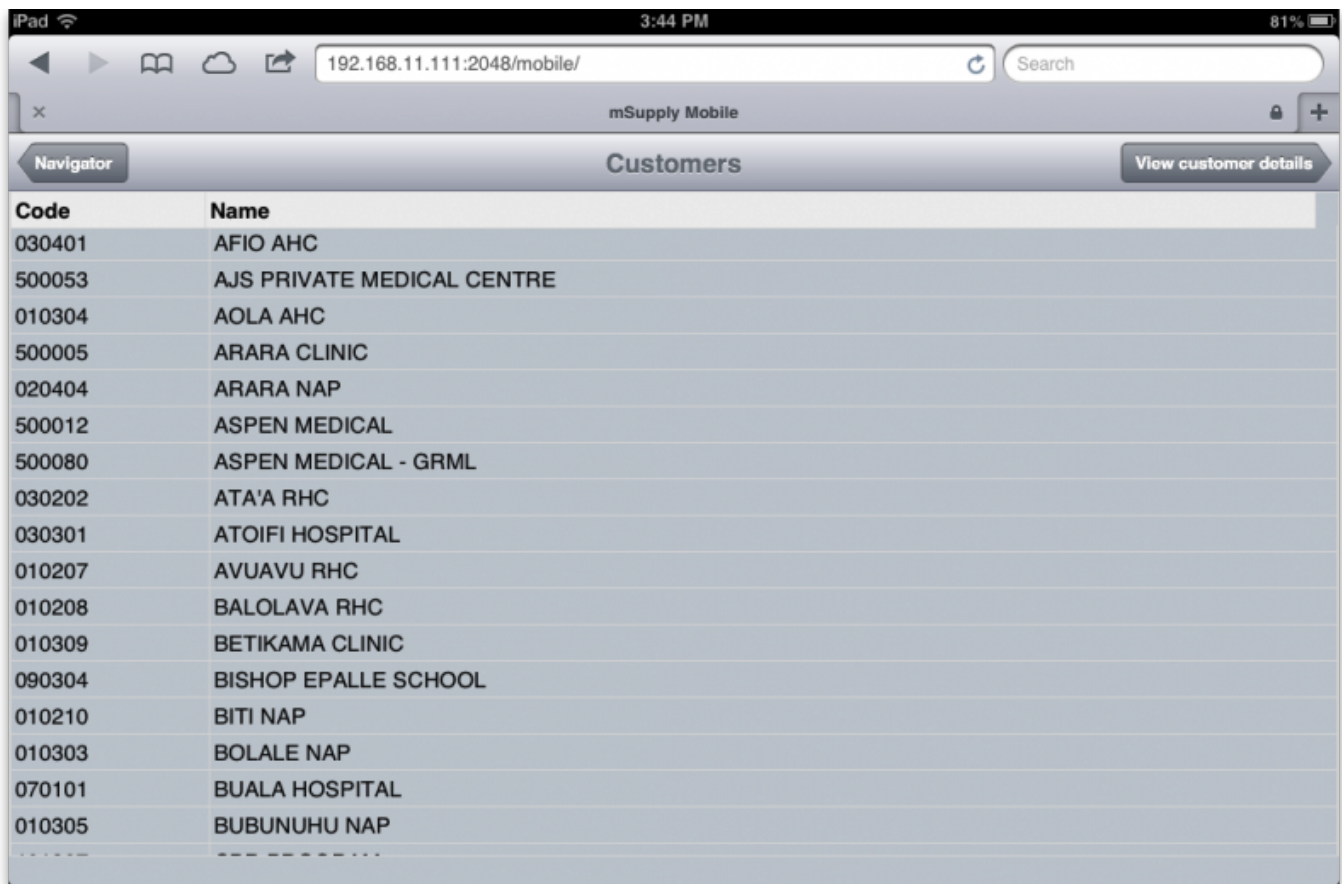 iPad 3:44 PM 81%
192.168.11.111:2048/mobile/ Search
mSupply Mobile
Navigator Customers View customer details
Code Name
030401 AFIO AHC
500053 AJS PRIVATE MEDICAL CENTRE
010304 AOLA AHC
500005 ARARA CLINIC
020404 ARARA NAP
500012 ASPEN MEDICAL
500080 ASPEN MEDICAL - GRML
030202 ATA'A RHC
030301 ATOIFI HOSPITAL
010207 AVUAVU RHC
010208 BALOLAVA RHC
010309 BETIKAMA CLINIC
090304 BISHOP EPALLE SCHOOL
010210 BITI NAP
010303 BOLALE NAP
070101 BUALA HOSPITAL
010305 BUBUNUHU NAP